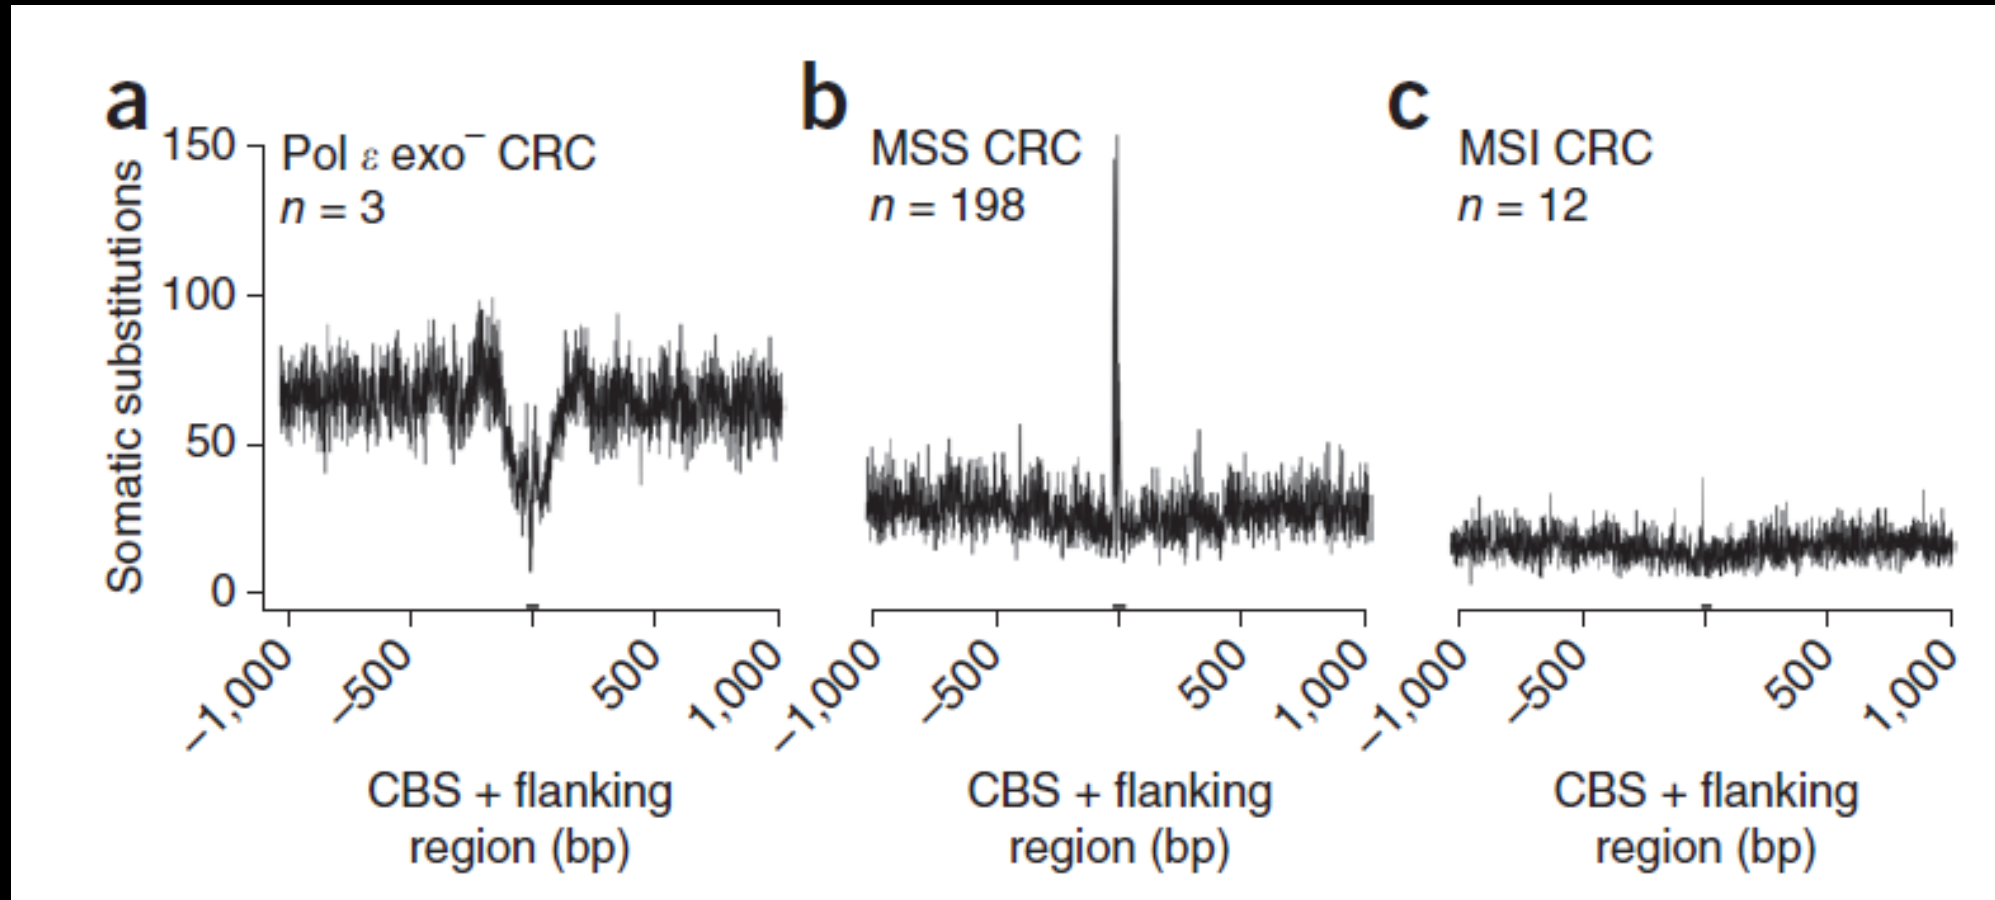 a
Somatic substitutions
150
100
50
0
Pol ε exo⁻ CRC
n = 3
−1,000
−500
500
1,000
CBS + flanking
region (bp)
b
MSS CRC
n = 198
−1,000
−500
500
1,000
CBS + flanking
region (bp)
c
MSI CRC
n = 12
−1,000
−500
500
1,000
CBS + flanking
region (bp)